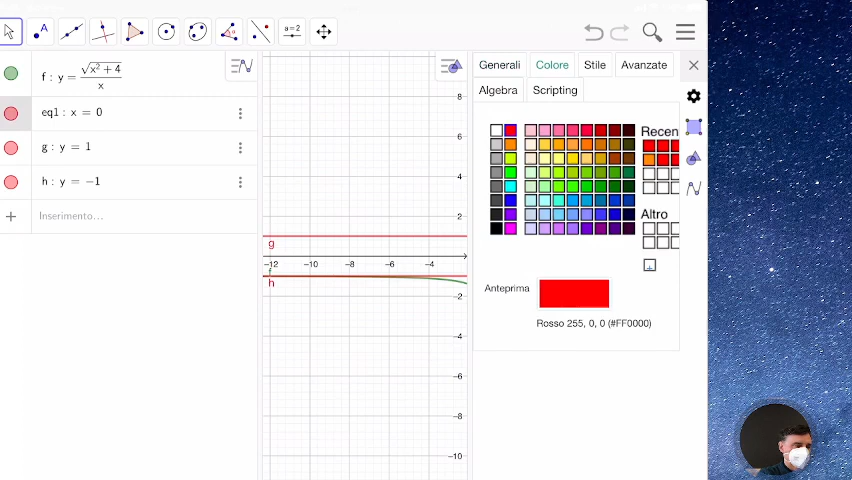 A
a=2
f : y = √(x² + 4) / x
eq1 : x = 0
g : y = 1
h : y = −1
Inserimento…
8
6
4
2
g
−12
−10
−8
−6
−4
f
h
−2
−4
−6
−8
−10
Generali
Colore
Stile
Avanzate
Algebra
Scripting
Recen
Altro
Anteprima
Rosso 255, 0, 0 (#FF0000)